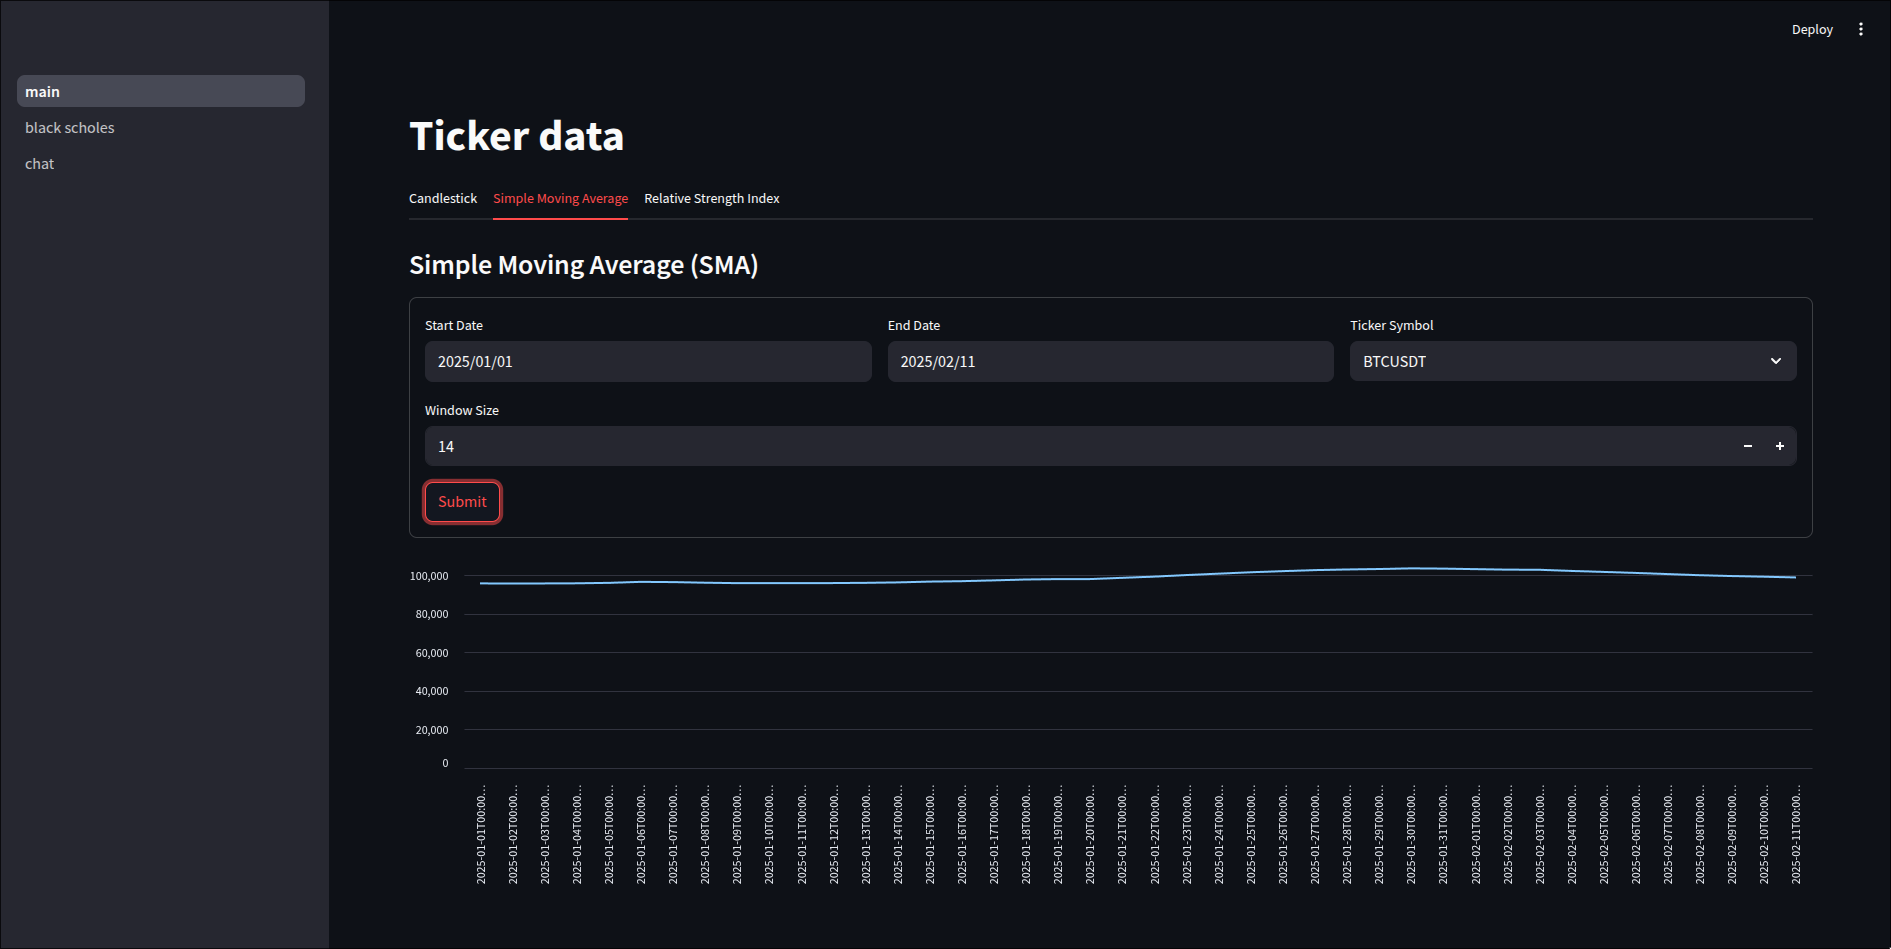 Deploy
main
black scholes
chat
Ticker data
Candlestick Simple Moving Average Relative Strength Index
Simple Moving Average (SMA)
Start Date End Date Ticker Symbol
2025/01/01 2025/02/11 BTCUSDT
Window Size
14
Submit
100,000
80,000
60,000
40,000
20,000
0
2025-01-01T00:00...
2025-01-02T00:00...
2025-01-03T00:00...
2025-01-04T00:00...
2025-01-05T00:00...
2025-01-06T00:00...
2025-01-07T00:00...
2025-01-08T00:00...
2025-01-09T00:00...
2025-01-10T00:00...
2025-01-11T00:00...
2025-01-12T00:00...
2025-01-13T00:00...
2025-01-14T00:00...
2025-01-15T00:00...
2025-01-16T00:00...
2025-01-17T00:00...
2025-01-18T00:00...
2025-01-19T00:00...
2025-01-20T00:00...
2025-01-21T00:00...
2025-01-22T00:00...
2025-01-23T00:00...
2025-01-24T00:00...
2025-01-25T00:00...
2025-01-26T00:00...
2025-01-27T00:00...
2025-01-28T00:00...
2025-01-29T00:00...
2025-01-30T00:00...
2025-01-31T00:00...
2025-02-01T00:00...
2025-02-02T00:00...
2025-02-03T00:00...
2025-02-04T00:00...
2025-02-05T00:00...
2025-02-06T00:00...
2025-02-07T00:00...
2025-02-08T00:00...
2025-02-09T00:00...
2025-02-10T00:00...
2025-02-11T00:00...